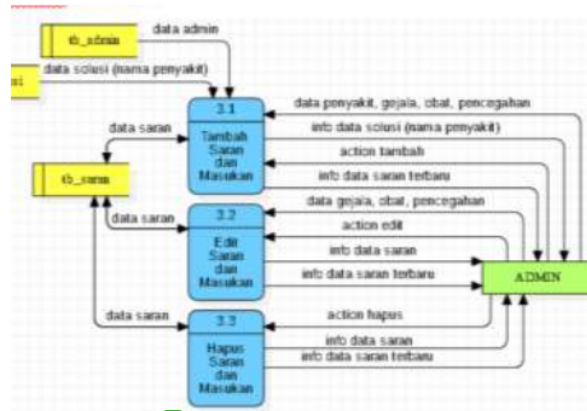 tb_admin
data admin
si
data solusi (nama penyakit)
3.1
Tambah
Saran
dan
Masukan
data penyakit, gejala, obat, pencegahan
info data solusi (nama penyakit)
action tambah
info data saran terbaru
data saran
tb_saran
data saran
3.2
Edit
Saran
dan
Masukan
data gejala, obat, pencegahan
action edit
info data saran
info data saran terbaru
ADMIN
data saran
3.3
Hapus
Saran
dan
Masukan
action hapus
info data saran
info data saran terbaru